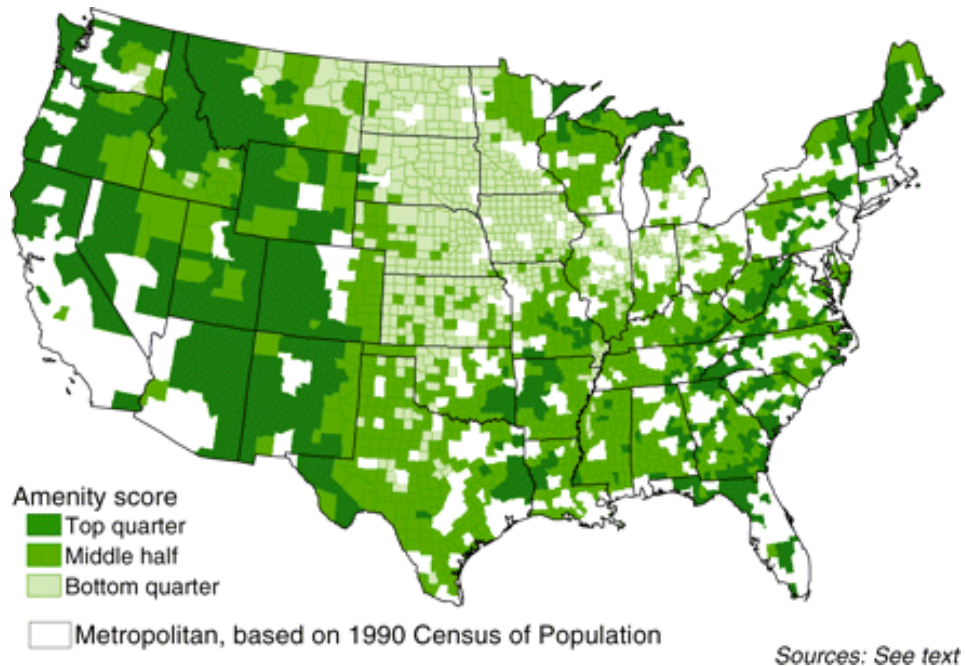 Amenity score
Top quarter
Middle half
Bottom quarter
Metropolitan, based on 1990 Census of Population
Sources: See text